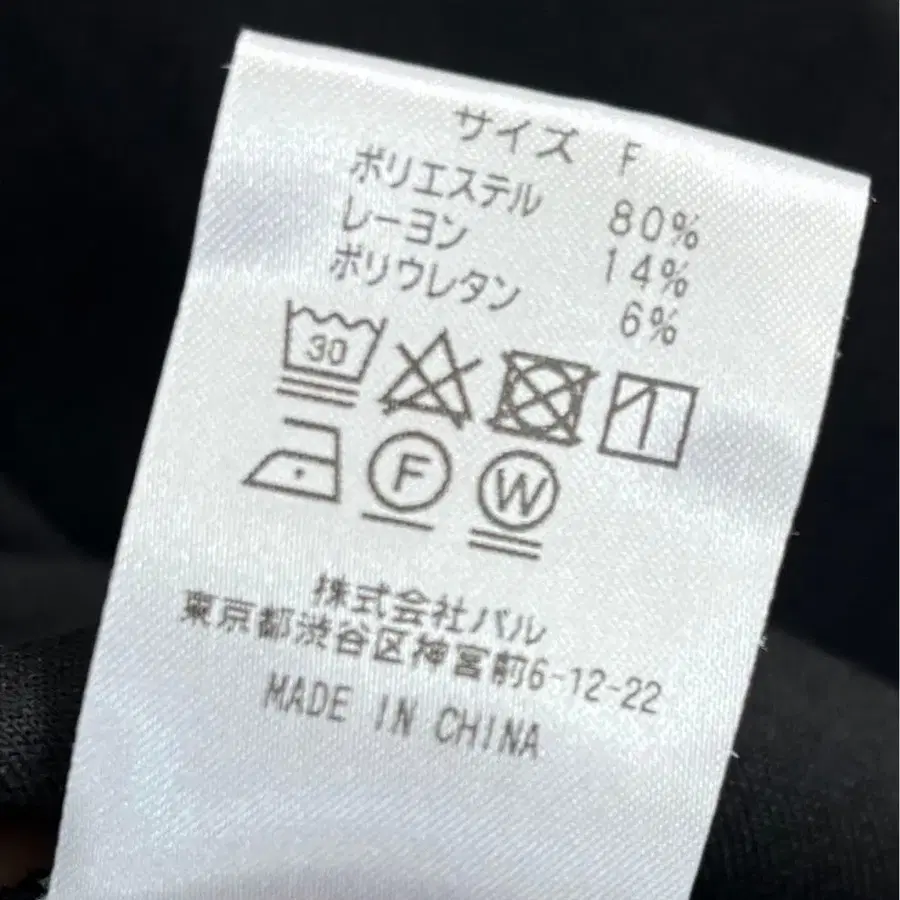 サイズ F
ポリエステル 80%
レーヨン 14%
ポリウレタン 6%
30
F W
株式会社パル
東京都渋谷区神宮前6-12-22
MADE IN CHINA